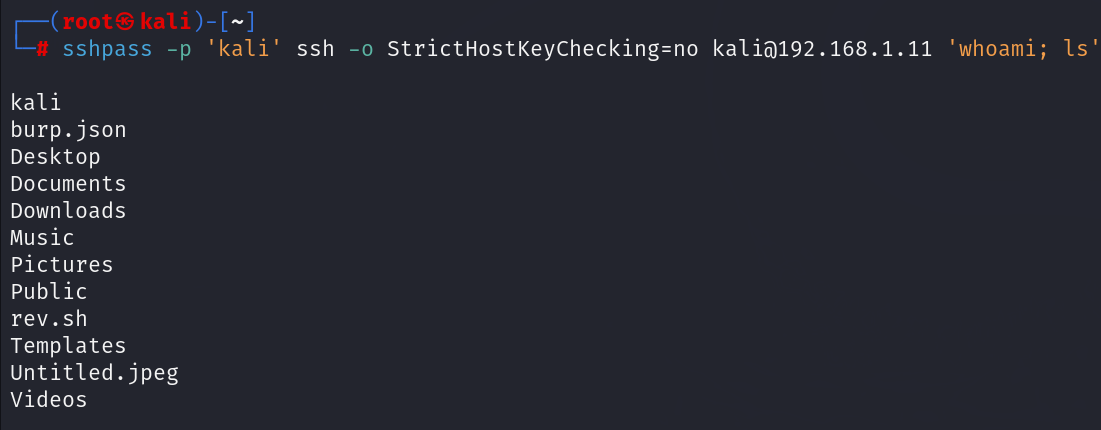 ┌──(root㉿kali)-[~]
└─# sshpass -p 'kali' ssh -o StrictHostKeyChecking=no kali@192.168.1.11 'whoami; ls'
kali
burp.json
Desktop
Documents
Downloads
Music
Pictures
Public
rev.sh
Templates
Untitled.jpeg
Videos